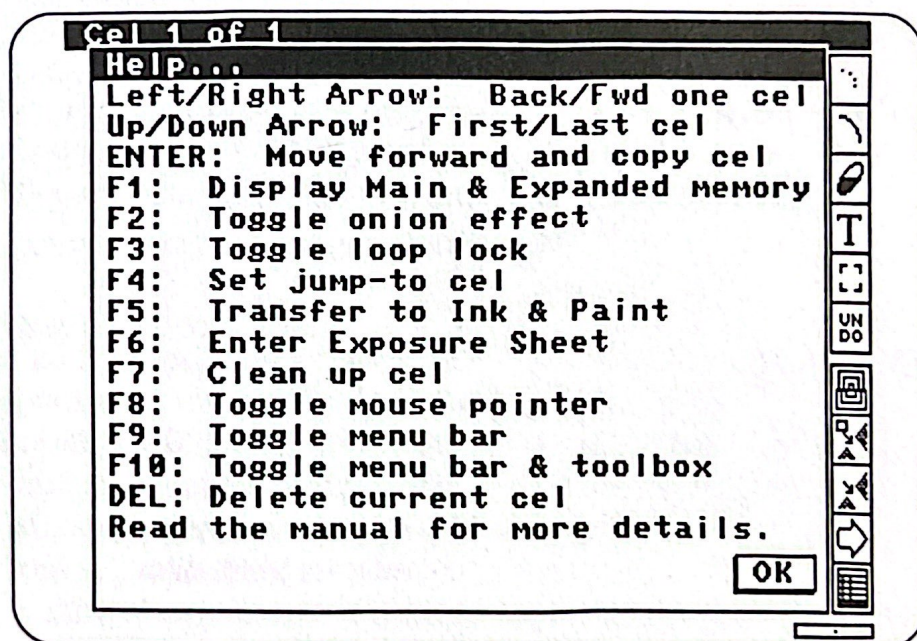 Cel 1 of 1
Help...
Left/Right Arrow:  Back/Fwd one cel
Up/Down Arrow:  First/Last cel
ENTER:  Move forward and copy cel
F1:  Display Main & Expanded memory
F2:  Toggle onion effect
F3:  Toggle loop lock
F4:  Set jump-to cel
F5:  Transfer to Ink & Paint
F6:  Enter Exposure Sheet
F7:  Clean up cel
F8:  Toggle mouse pointer
F9:  Toggle menu bar
F10: Toggle menu bar & toolbox
DEL: Delete current cel
Read the manual for more details.
OK
T
UN
DO